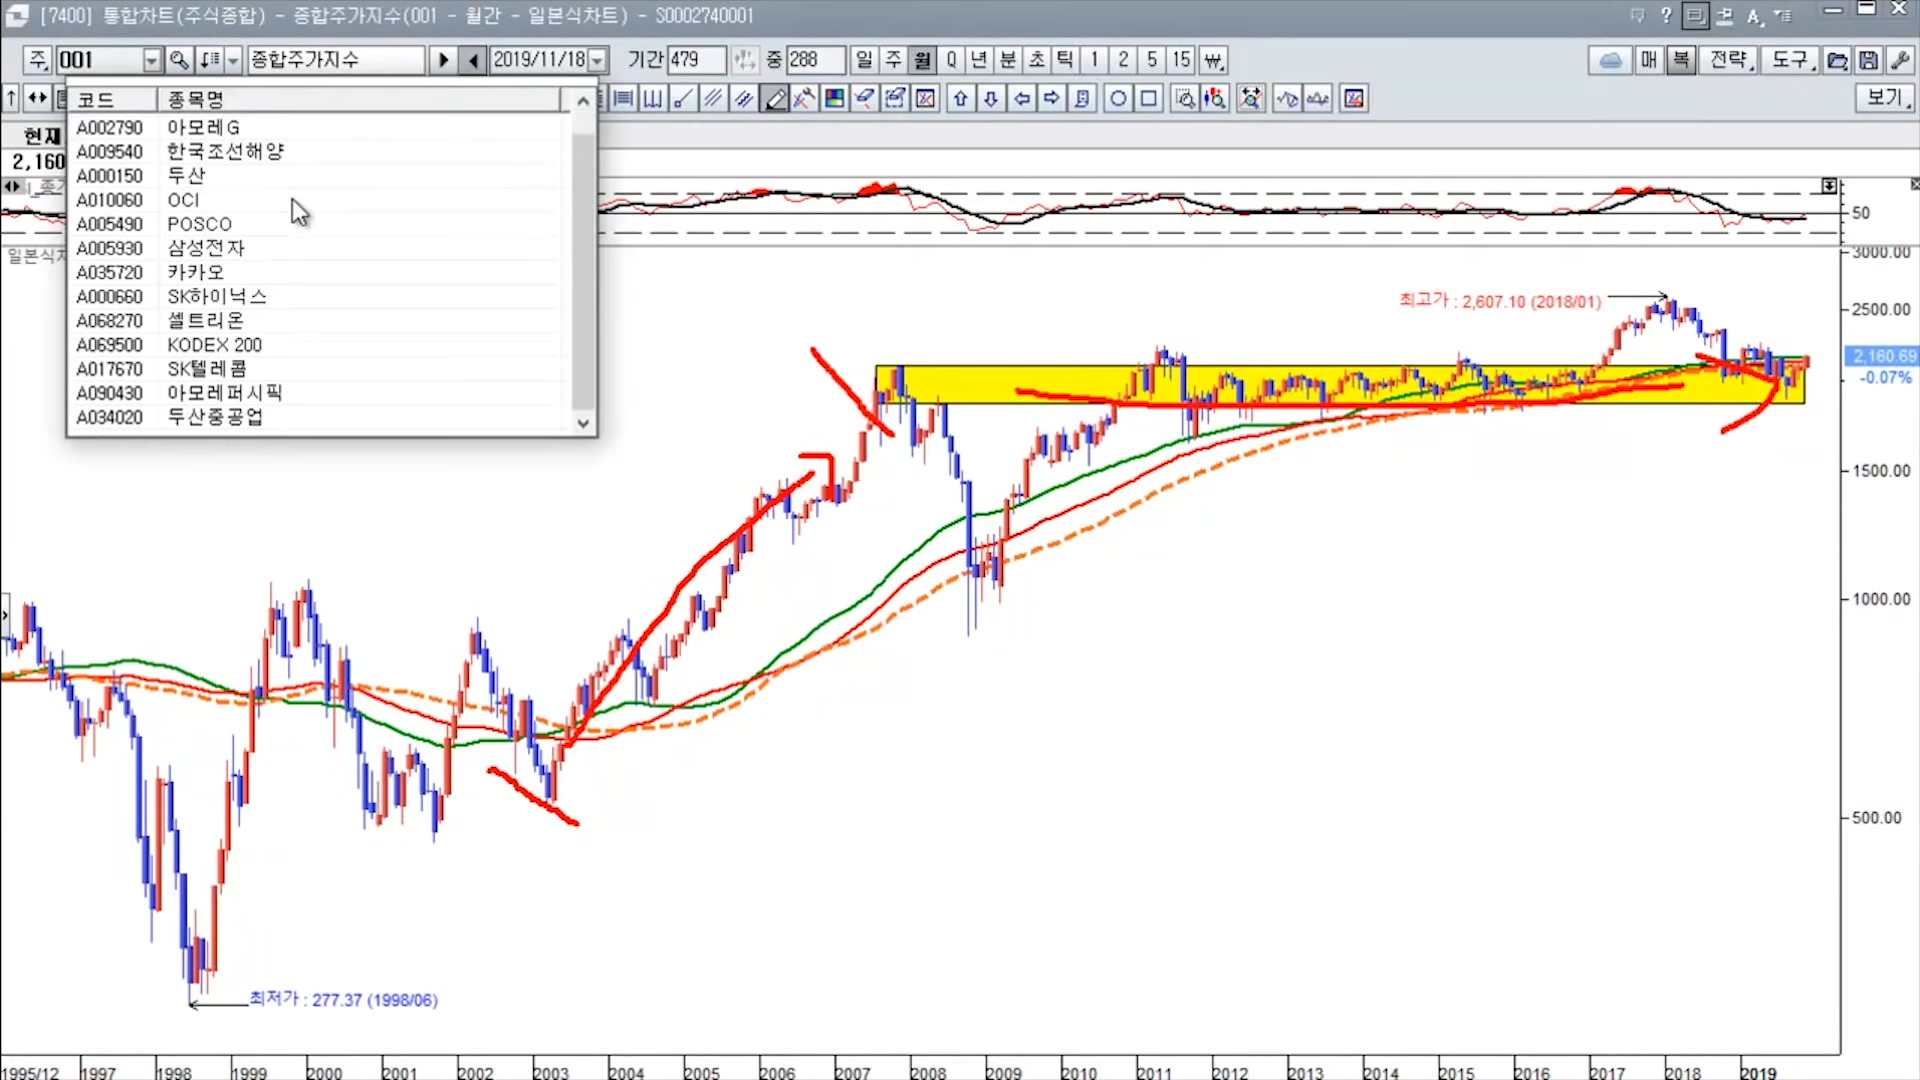 [7400] 통합차트(주식종합) - 종합주가지수(001 - 월간 - 일본식차트) - S0002740001
주 001 종합주가지수 2019/11/18 기간 479 중 288 일 주 월 Q 년 분 초 틱 1 2 5 15 매 복 전략 도구
보기
코드 종목명
A002790 아모레G
A009540 한국조선해양
A000150 두산
A010060 OCI
A005490 POSCO
A005930 삼성전자
A035720 카카오
A000660 SK하이닉스
A068270 셀트리온
A069500 KODEX 200
A017670 SK텔레콤
A090430 아모레퍼시픽
A034020 두산중공업
현재
2,160
50
3000.00
최고가 : 2,607.10 (2018/01)
2500.00
2,160.69
-0.07%
1500.00
1000.00
500.00
최저가 : 277.37 (1998/06)
1995/12 1997 1998 1999 2000 2001 2002 2003 2004 2005 2006 2007 2008 2009 2010 2011 2012 2013 2014 2015 2016 2017 2018 2019